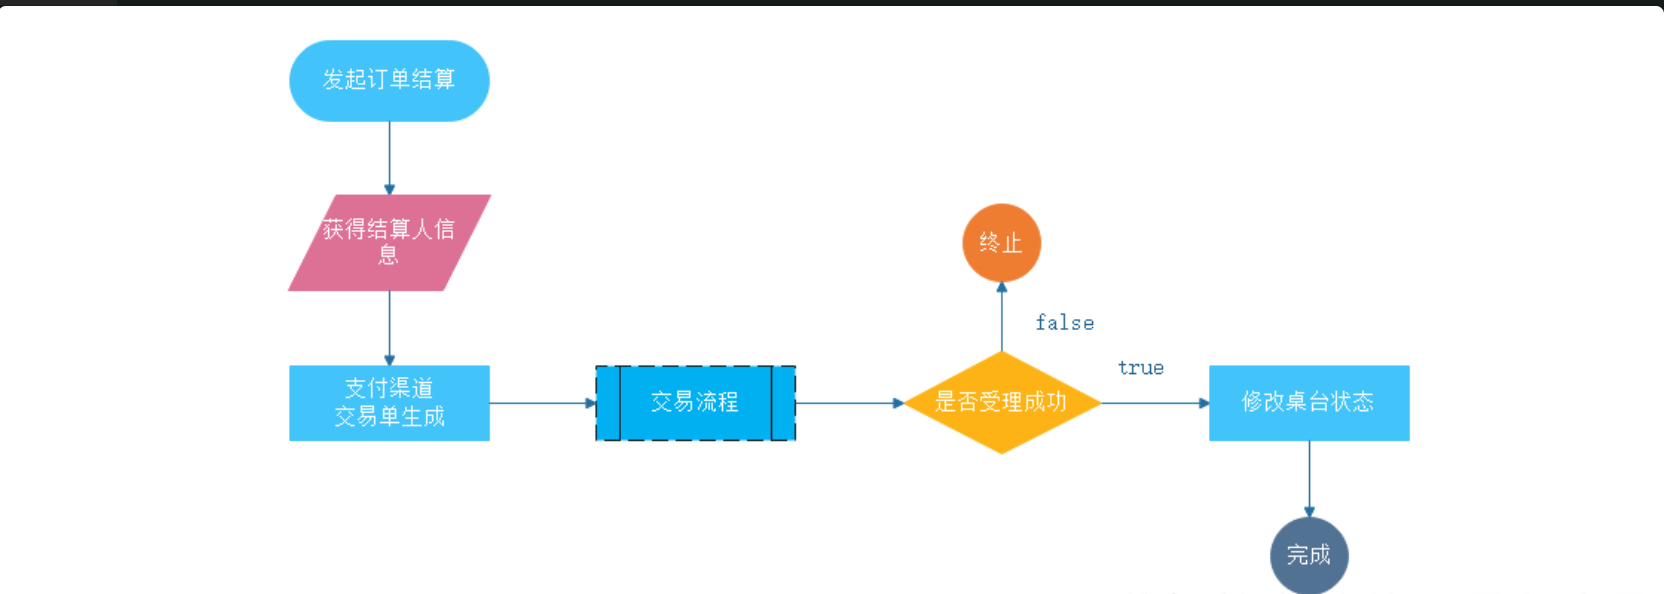 发起订单结算
获得结算人信
息
支付渠道
交易单生成
交易流程
是否受理成功
终止
false
true
修改桌台状态
完成